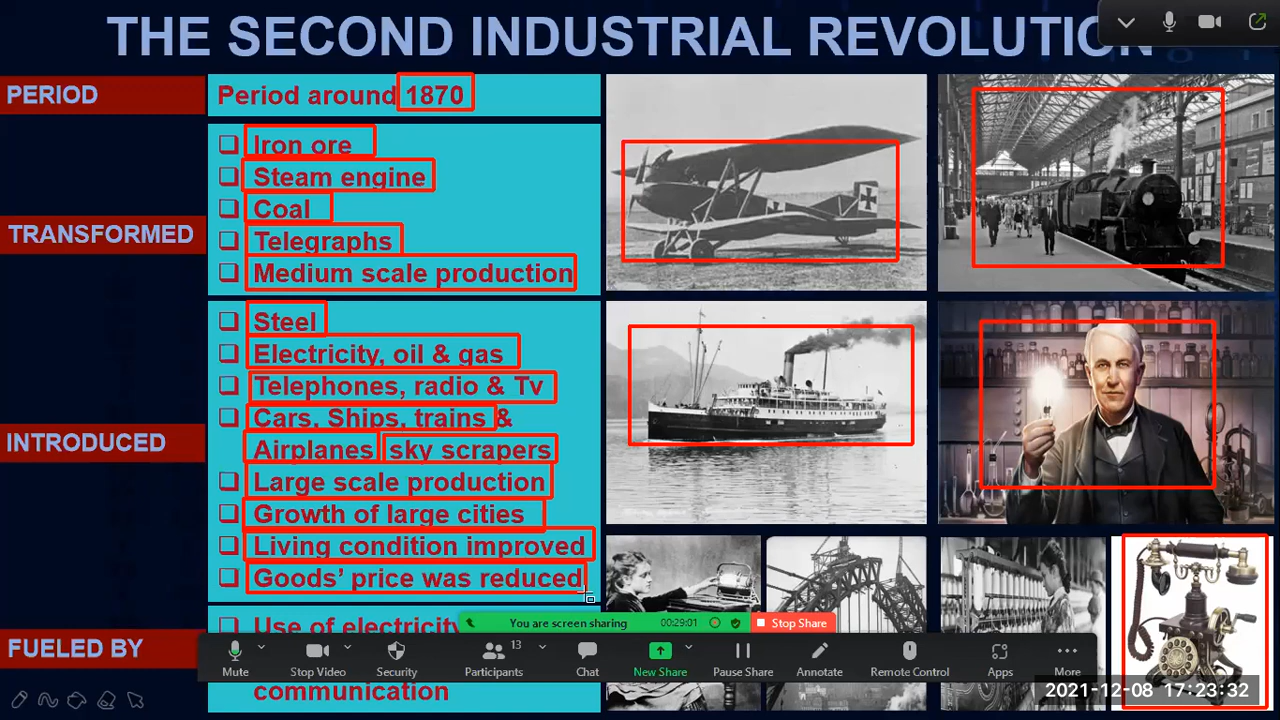 THE SECOND INDUSTRIAL REVOLUTION
PERIOD
Period around 1870
TRANSFORMED
Iron ore
Steam engine
Coal
Telegraphs
Medium scale production
INTRODUCED
Steel
Electricity, oil & gas
Telephones, radio & Tv
Cars, Ships, trains &
Airplanes sky scrapers
Large scale production
Growth of large cities
Living condition improved
Goods' price was reduced
FUELED BY
Use of electricity
communication
You are screen sharing 00:29:01 Stop Share
Mute
Stop Video
Security
Participants 13
Chat
New Share
Pause Share
Annotate
Remote Control
Apps
More
2021-12-08 17:23:32